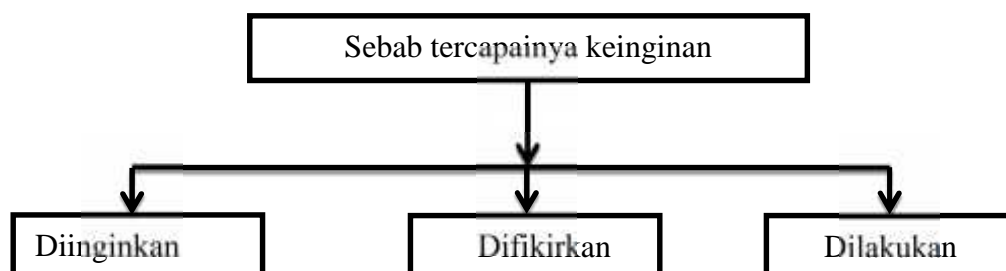 Sebab tercapainya keinginan
Diinginkan
Difikirkan
Dilakukan